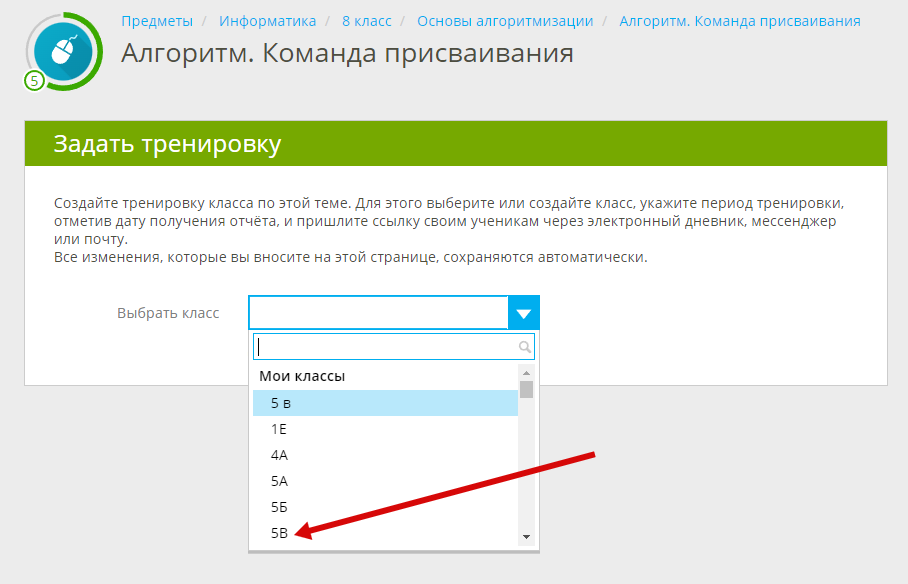 Предметы / Информатика / 8 класс / Основы алгоритмизации / Алгоритм. Команда присваивания
Алгоритм. Команда присваивания
5
Задать тренировку
Создайте тренировку класса по этой теме. Для этого выберите или создайте класс, укажите период тренировки,
отметив дату получения отчёта, и пришлите ссылку своим ученикам через электронный дневник, мессенджер
или почту.
Все изменения, которые вы вносите на этой странице, сохраняются автоматически.
Выбрать класс
Мои классы
5 в
1Е
4А
5А
5Б
5В